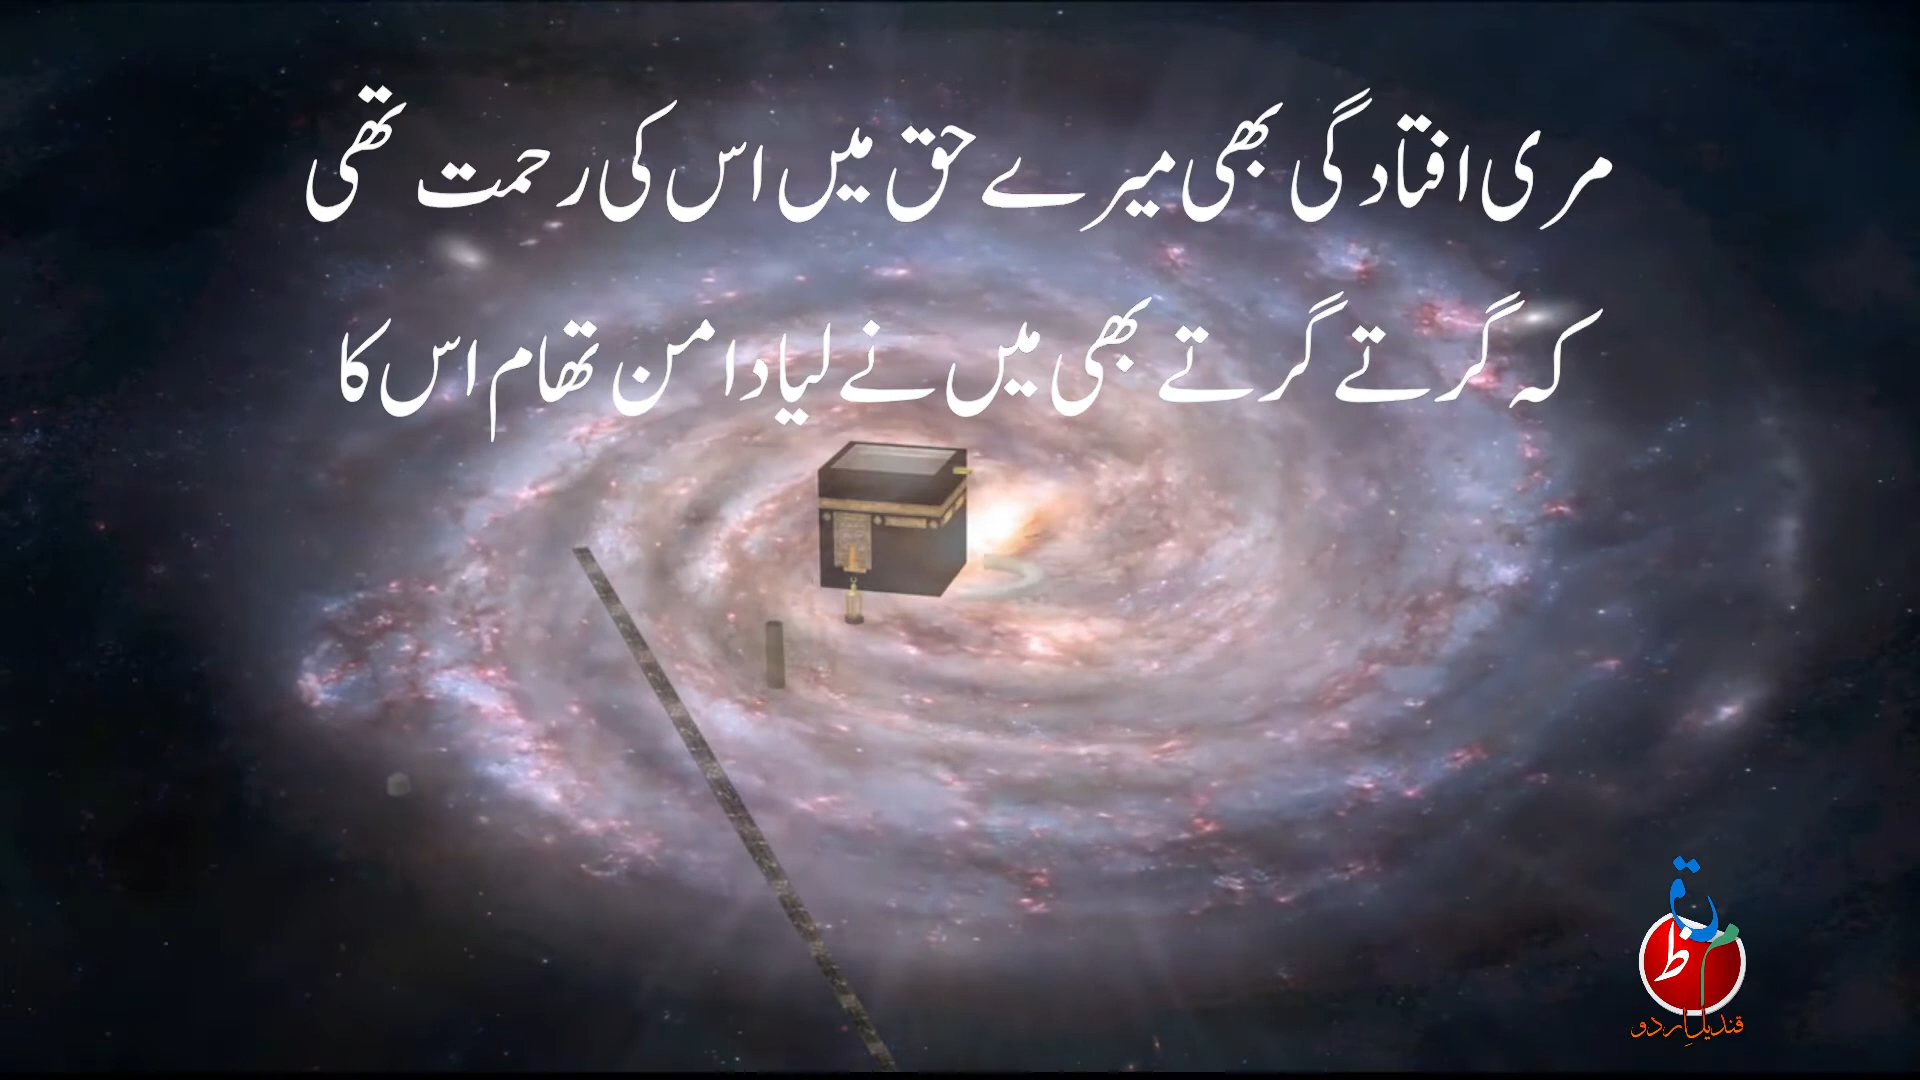 مری افتادگی بھی میرے حق میں اس کی رحمت تھی
کہ گرتے گرتے بھی میں نے لیا دامن تھام اس کا
قندیلِ اردو